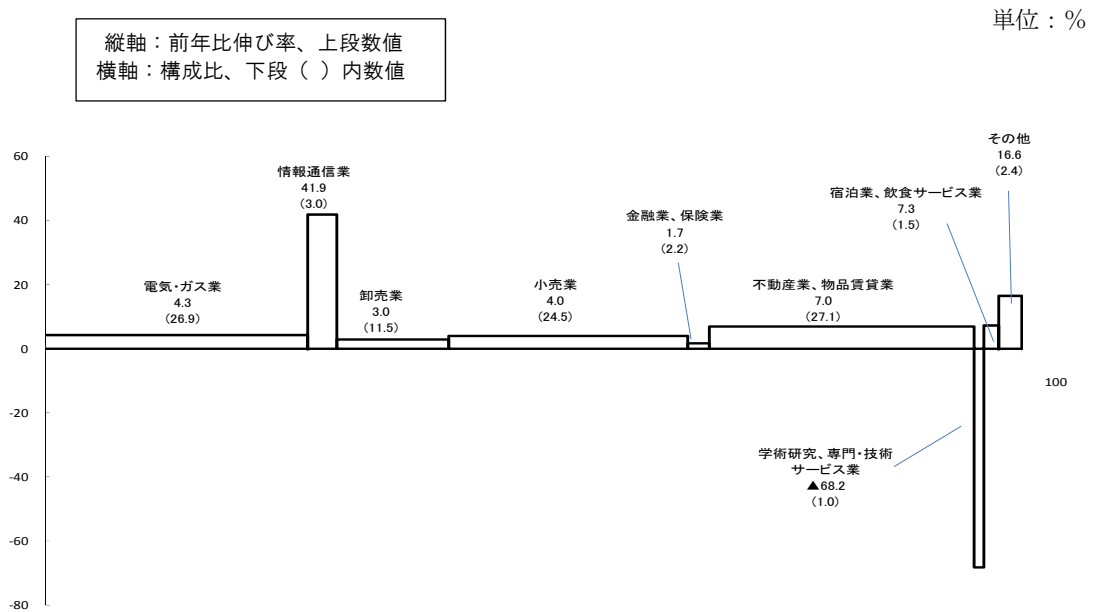 単位：%
縦軸：前年比伸び率、上段数値
横軸：構成比、下段（ ）内数値
60
40
20
0
-20
-40
-60
-80
電気・ガス業
4.3
(26.9)
情報通信業
41.9
(3.0)
卸売業
3.0
(11.5)
小売業
4.0
(24.5)
金融業、保険業
1.7
(2.2)
不動産業、物品賃貸業
7.0
(27.1)
学術研究、専門・技術
サービス業
▲68.2
(1.0)
宿泊業、飲食サービス業
7.3
(1.5)
その他
16.6
(2.4)
100